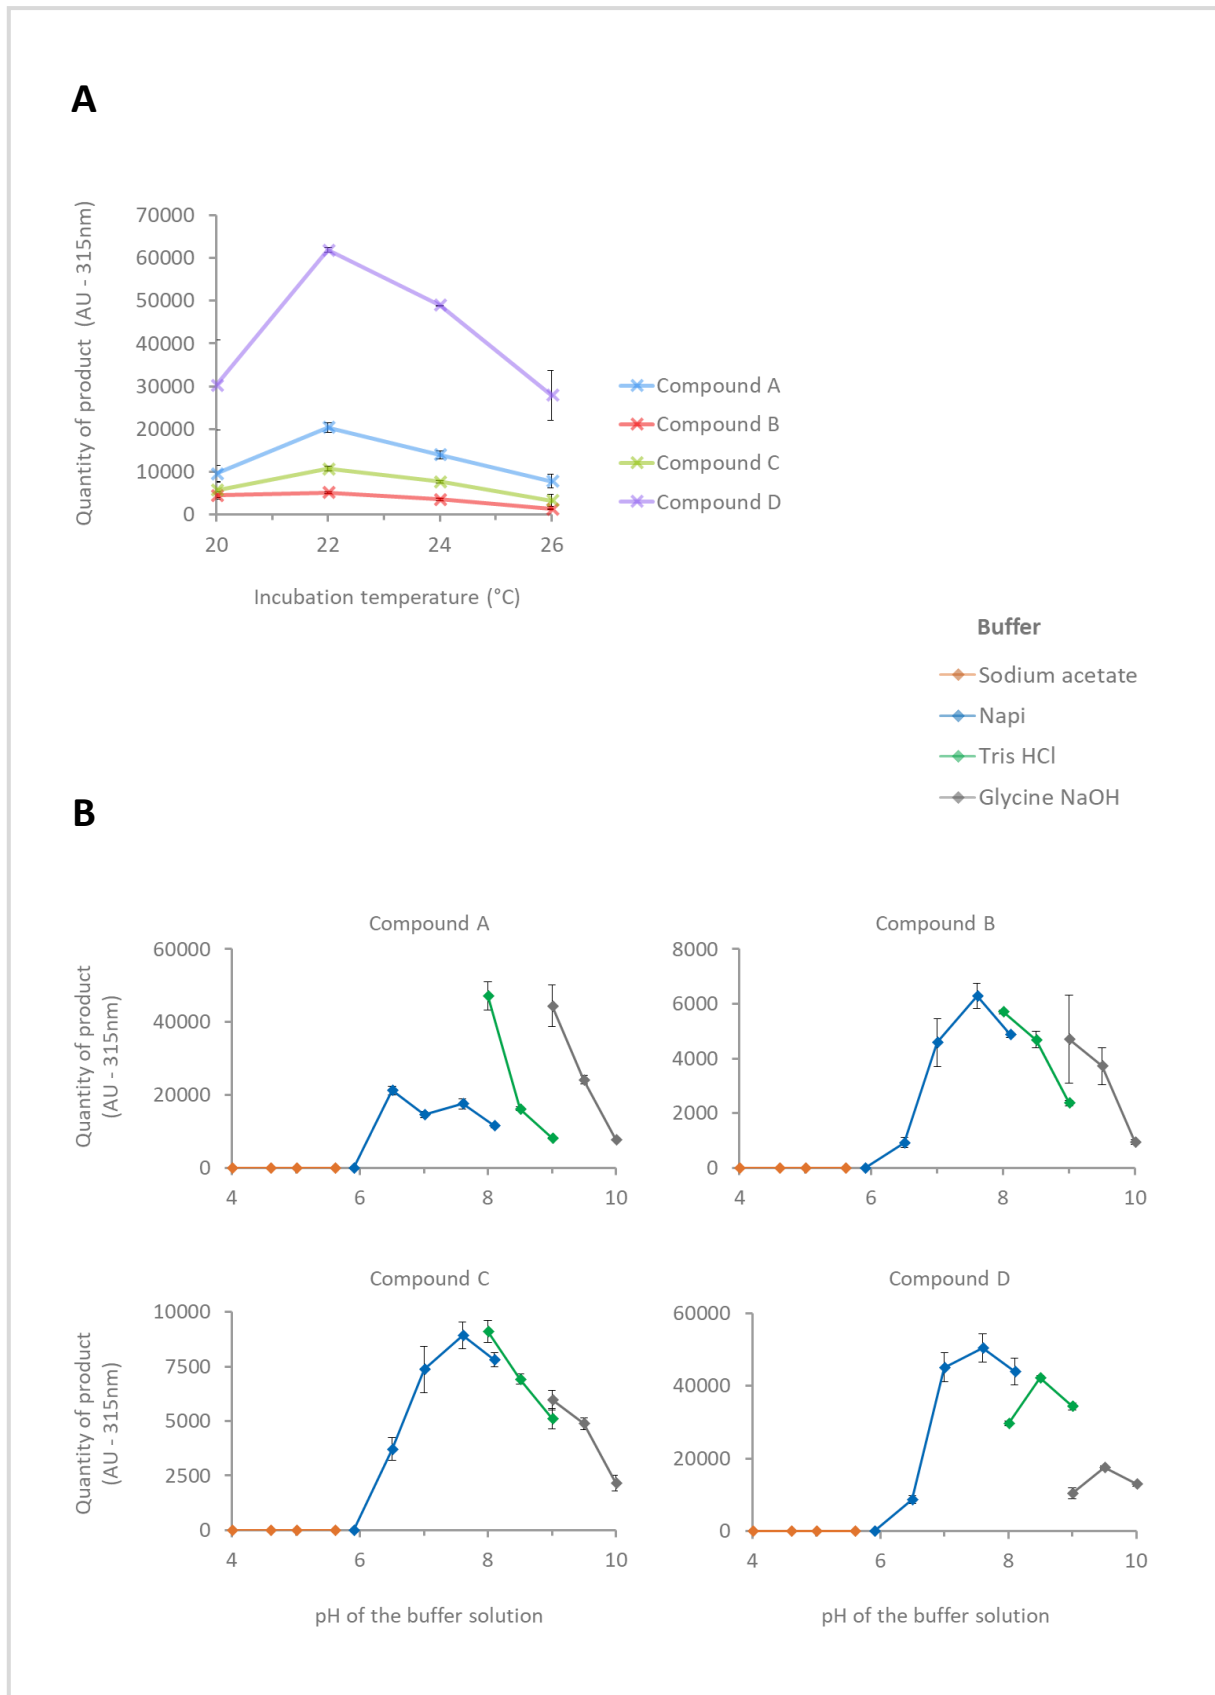 A
Quantity of product (AU - 315nm)
70000
60000
50000
40000
30000
20000
10000
0
20 22 24 26
Incubation temperature (°C)
Compound A
Compound B
Compound C
Compound D
Buffer
Sodium acetate
Napi
Tris HCl
Glycine NaOH
B
Compound A
Quantity of product
(AU - 315nm)
60000
40000
20000
0
4 6 8 10
Compound B
8000
6000
4000
2000
0
4 6 8 10
Compound C
Quantity of product
(AU - 315nm)
10000
7500
5000
2500
0
4 6 8 10
pH of the buffer solution
Compound D
60000
40000
20000
0
4 6 8 10
pH of the buffer solution